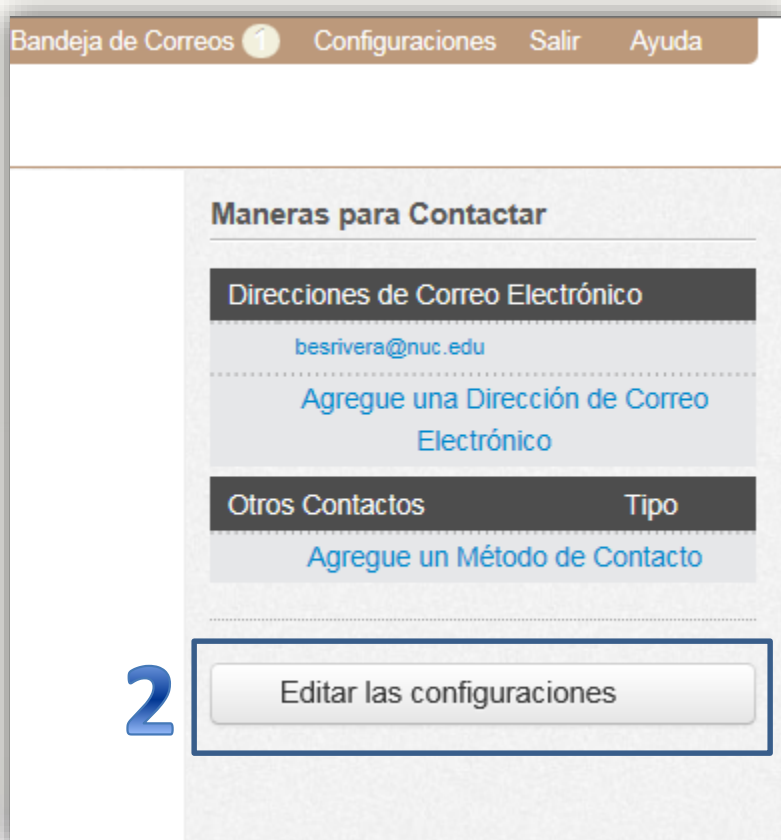 Bandeja de Correos 1 Configuraciones Salir Ayuda
Maneras para Contactar
Direcciones de Correo Electrónico
besrivera@nuc.edu
Agregue una Dirección de Correo
Electrónico
Otros Contactos Tipo
Agregue un Método de Contacto
2 Editar las configuraciones